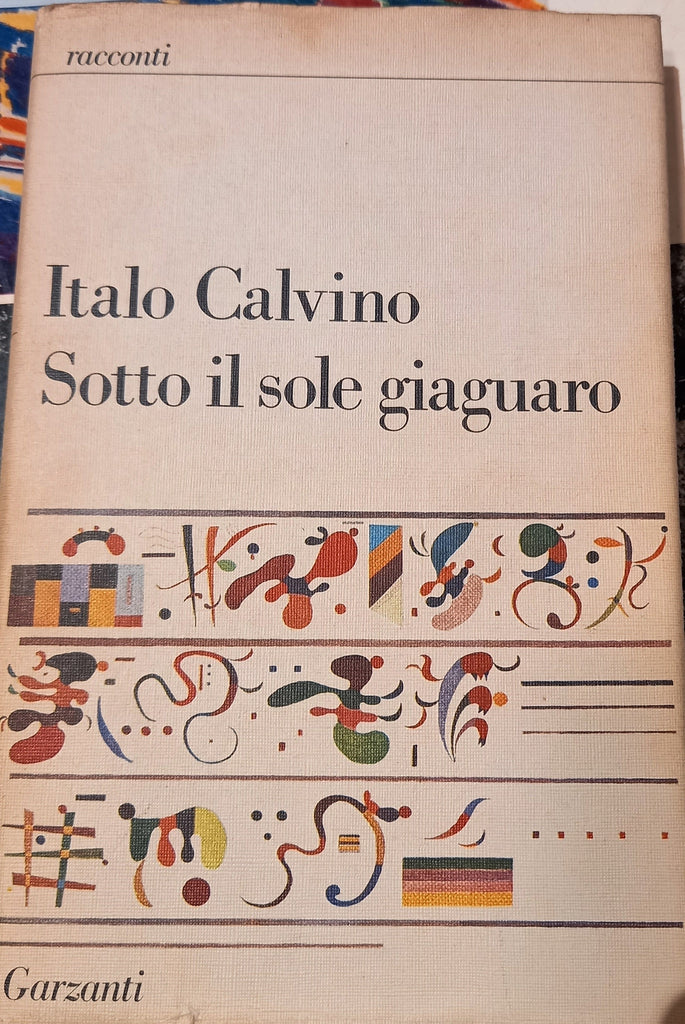 racconti
Italo Calvino
Sotto il sole giaguaro
Garzanti